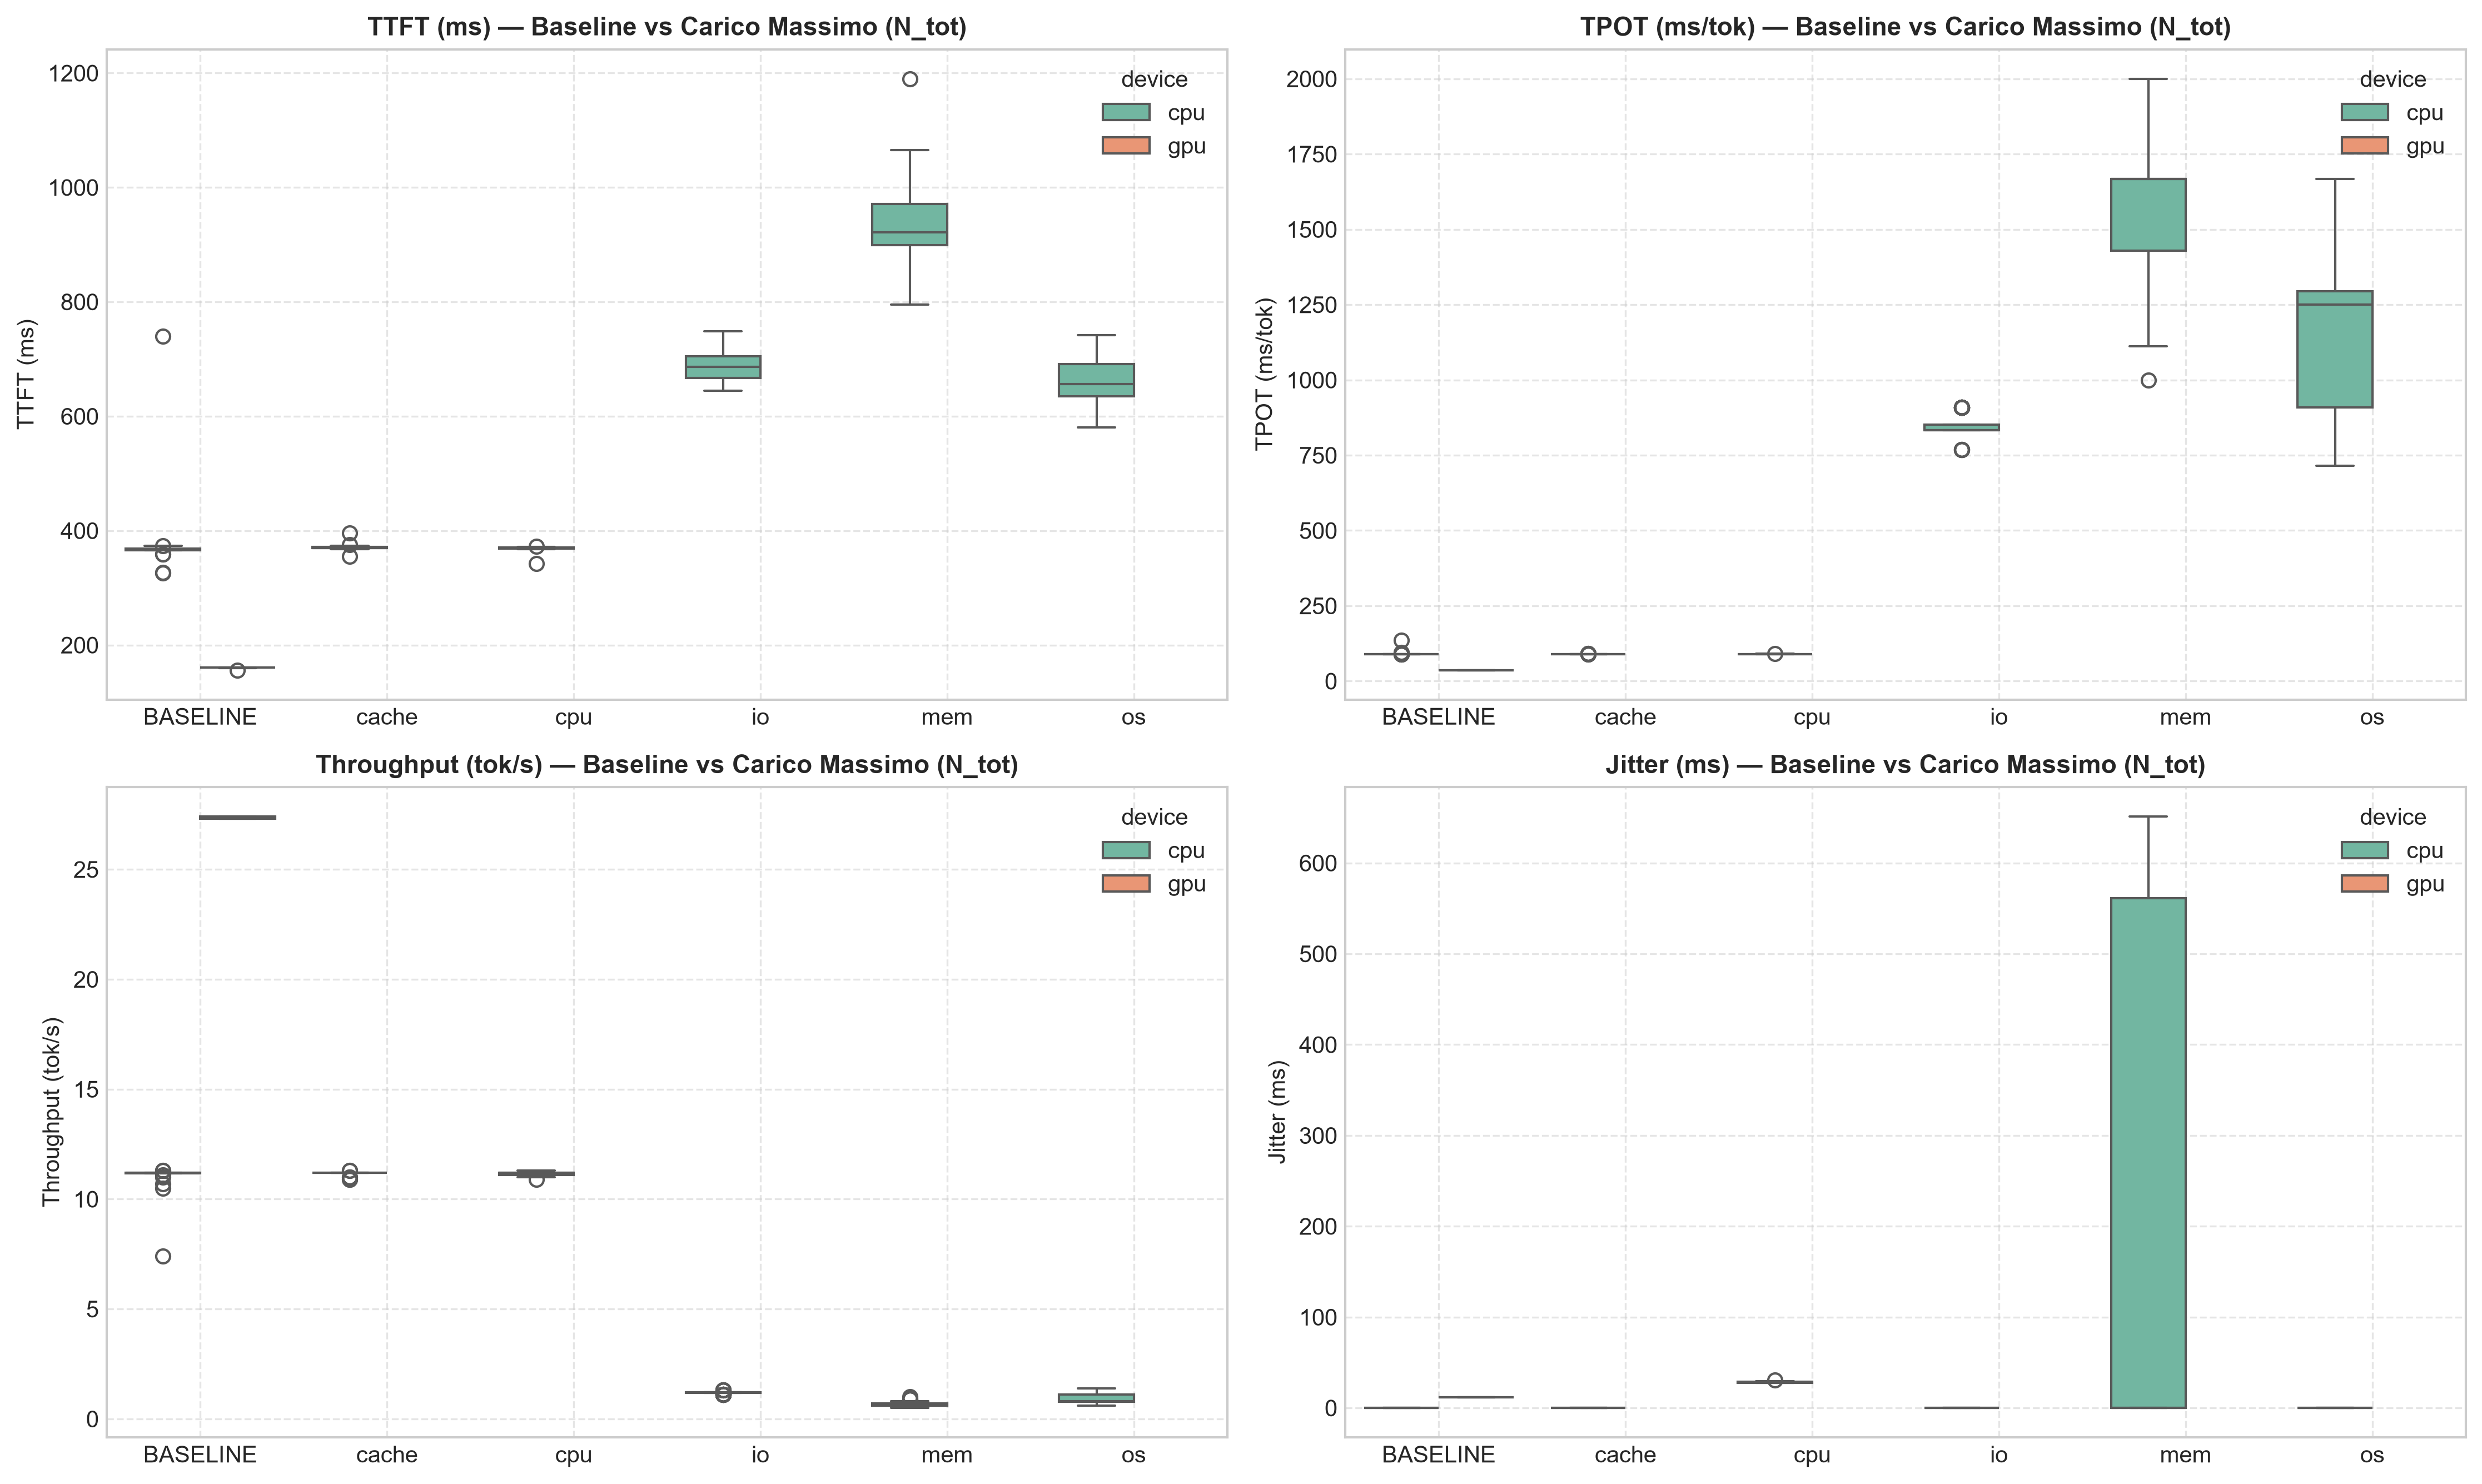 TTFT (ms) — Baseline vs Carico Massimo (N_tot)
TTFT (ms)
1200
1000
800
600
400
200
device
cpu
gpu
BASELINE cache cpu io mem os
TPOT (ms/tok) — Baseline vs Carico Massimo (N_tot)
TPOT (ms/tok)
2000
1750
1500
1250
1000
750
500
250
0
device
cpu
gpu
BASELINE cache cpu io mem os
Throughput (tok/s) — Baseline vs Carico Massimo (N_tot)
Throughput (tok/s)
25
20
15
10
5
0
device
cpu
gpu
BASELINE cache cpu io mem os
Jitter (ms) — Baseline vs Carico Massimo (N_tot)
Jitter (ms)
600
500
400
300
200
100
0
device
cpu
gpu
BASELINE cache cpu io mem os